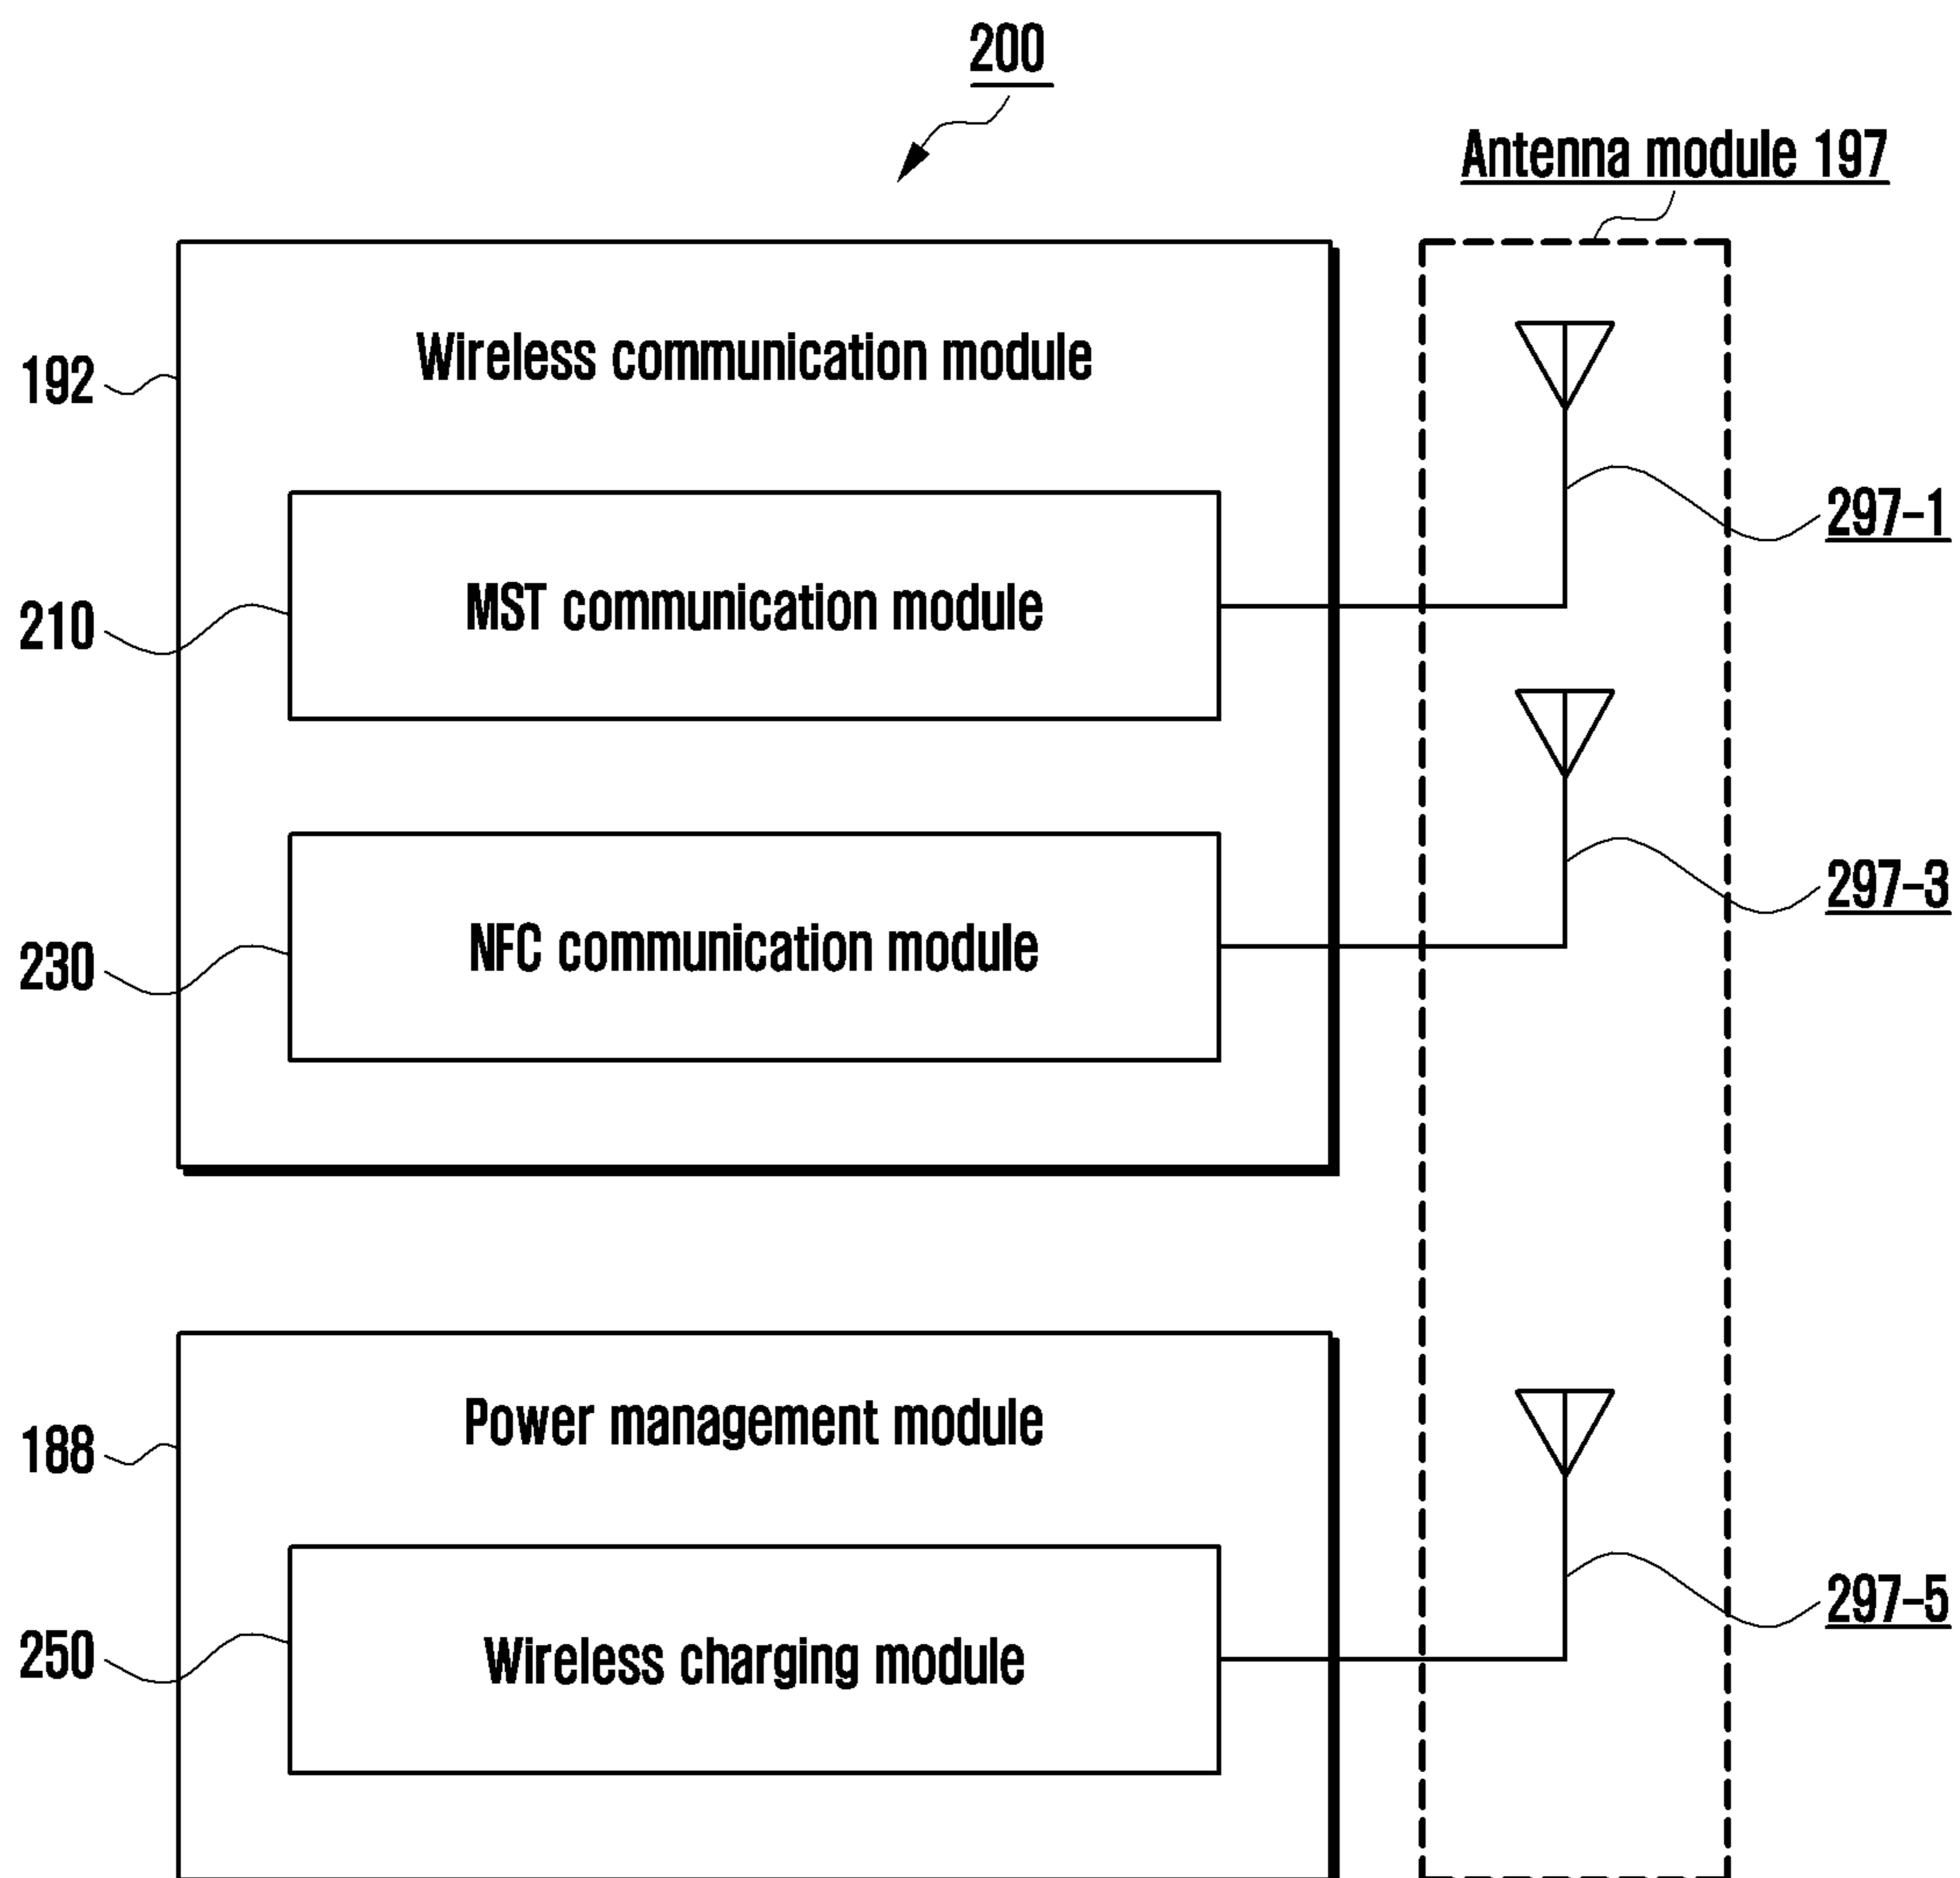 200
Antenna module 197
Wireless communication module
192
297-1
MST communication module
210
297-3
NFC communication module
230
Power management module
188
297-5
Wireless charging module
250